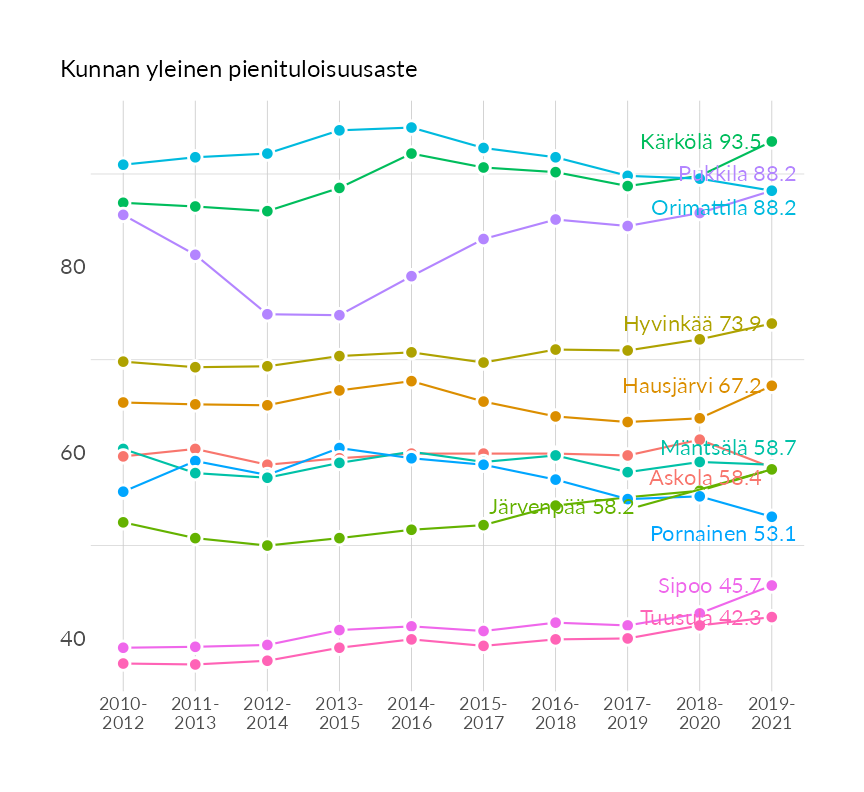 Kunnan yleinen pienituloisuusaste
Kärkölä 93.5
Pukkila 88.2
Orimattila 88.2
80
Hyvinkää 73.9
Hausjärvi 67.2
Mäntsälä 58.7
60
Askola 58.4
Järvenpää 58.2
Pornainen 53.1
Sipoo 45.7
Tuusula 42.3
40
2010- 2011- 2012- 2013- 2014- 2015- 2016- 2017- 2018- 2019-
2012 2013 2014 2015 2016 2017 2018 2019 2020 2021